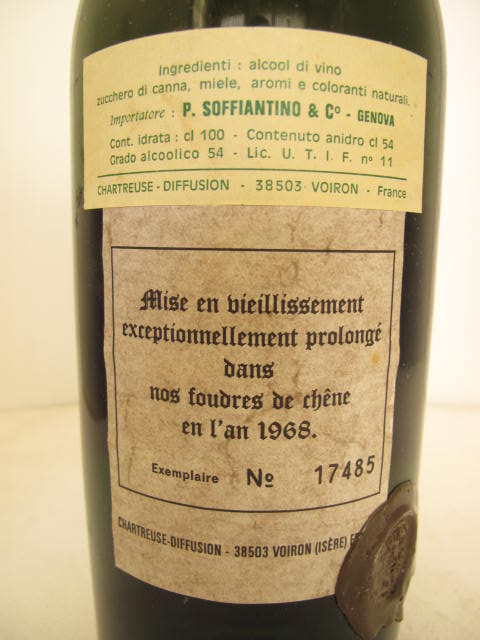 Ingredienti : alcool di vino
zucchero di canna, miele, aromi e coloranti naturali.
Importatore : P. SOFFIANTINO & Cº - GENOVA
Cont. idrata : cl 100 - Contenuto anidro cl 54
Grado alcoolico 54 - Lic. U. T. I. F. nº 11
CHARTREUSE - DIFFUSION - 38503 VOIRON - France
Mise en vieillissement
exceptionnellement prolongé
dans
nos foudres de chêne
en l'an 1968.
Exemplaire Nº 17485
CHARTREUSE-DIFFUSION - 38503 VOIRON (ISÈRE)